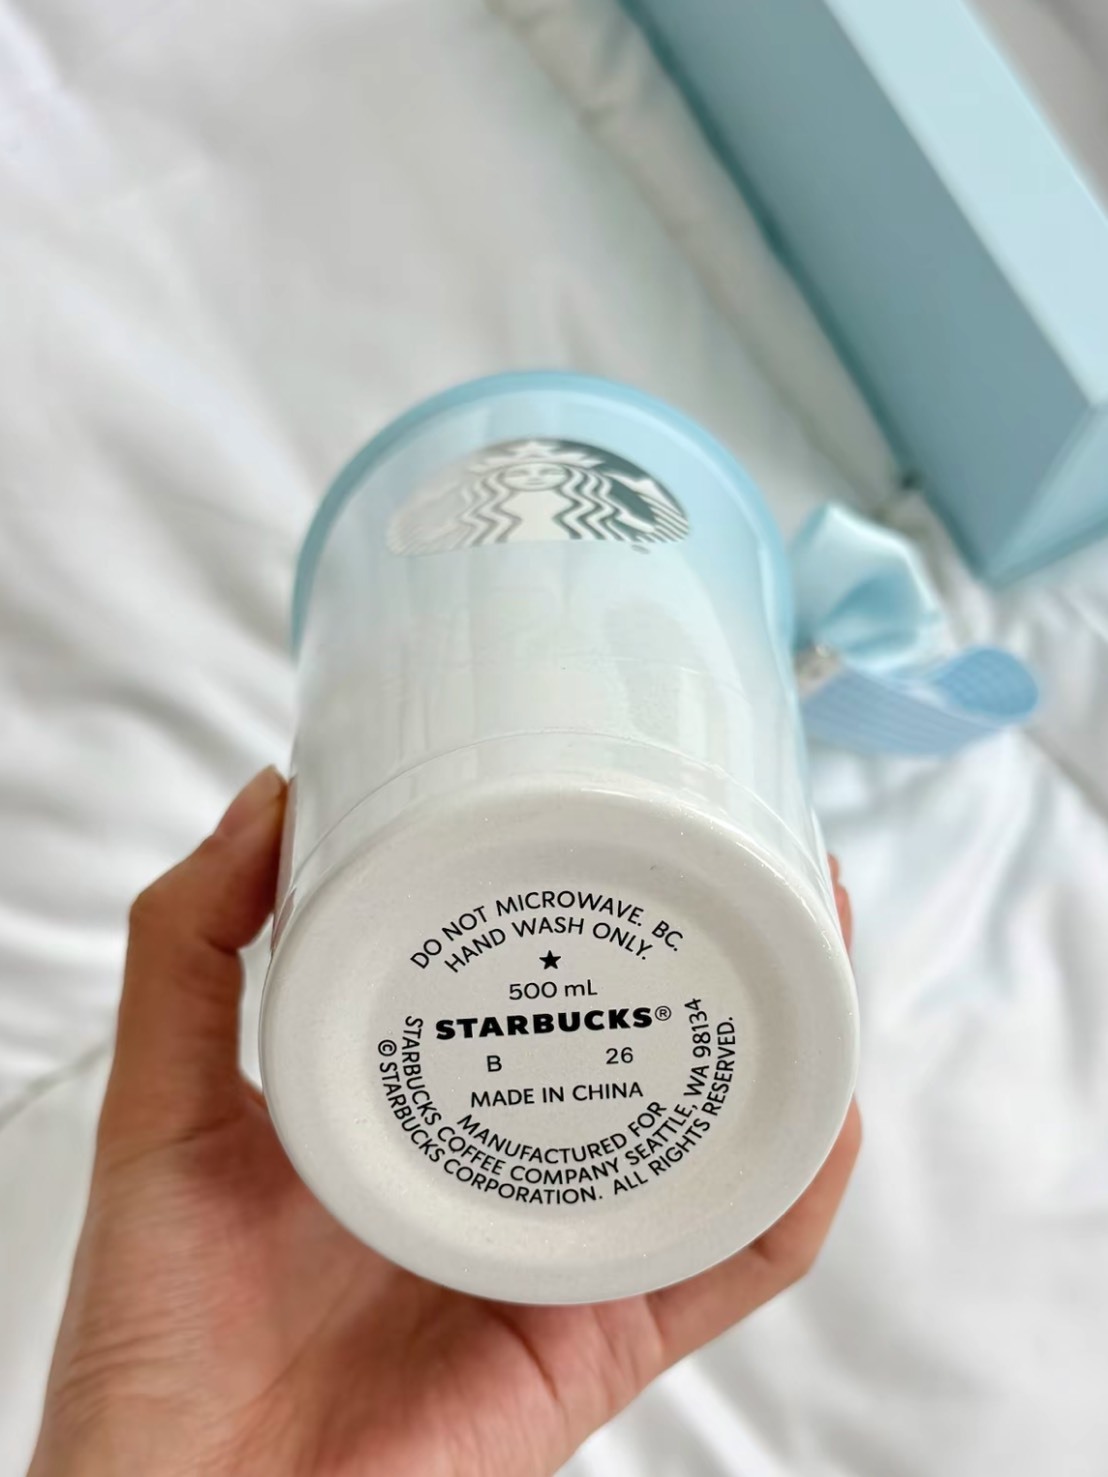 DO NOT MICROWAVE. BC.
HAND WASH ONLY.
500 mL
STARBUCKS®
B 26
MADE IN CHINA
MANUFACTURED FOR
STARBUCKS COFFEE COMPANY SEATTLE, WA 98134
© STARBUCKS CORPORATION. ALL RIGHTS RESERVED.